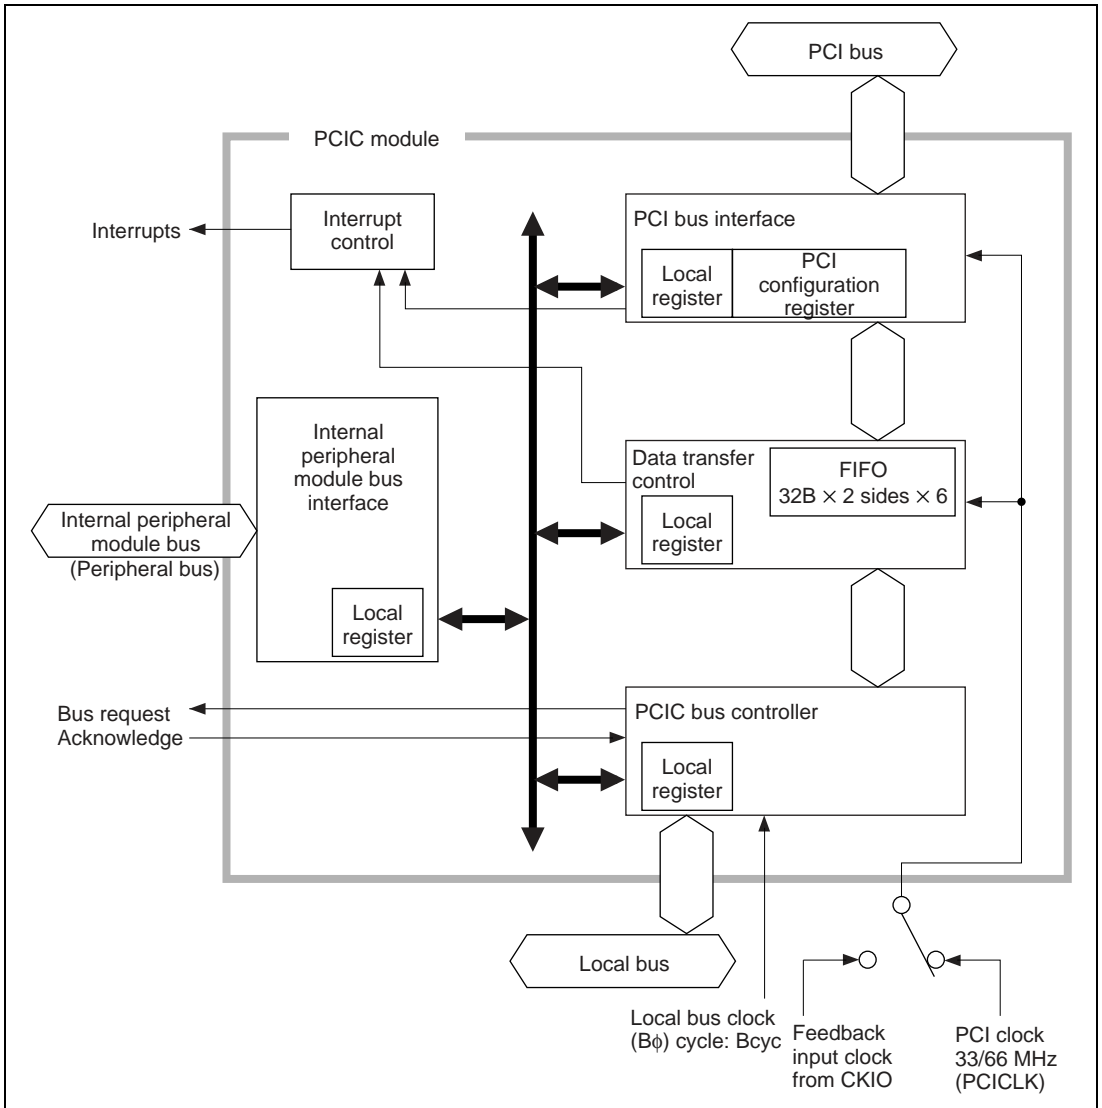 PCI bus
PCIC module
Interrupts
Interrupt
control
PCI bus interface
Local
register
PCI
configuration
register
Internal
peripheral
module bus
interface
Data transfer
control
FIFO
32B × 2 sides × 6
Local
register
Internal peripheral
module bus
(Peripheral bus)
Local
register
Bus request
Acknowledge
PCIC bus controller
Local
register
Local bus
Local bus clock
(Bϕ) cycle: Bcyc
Feedback
input clock
from CKIO
PCI clock
33/66 MHz
(PCICLK)